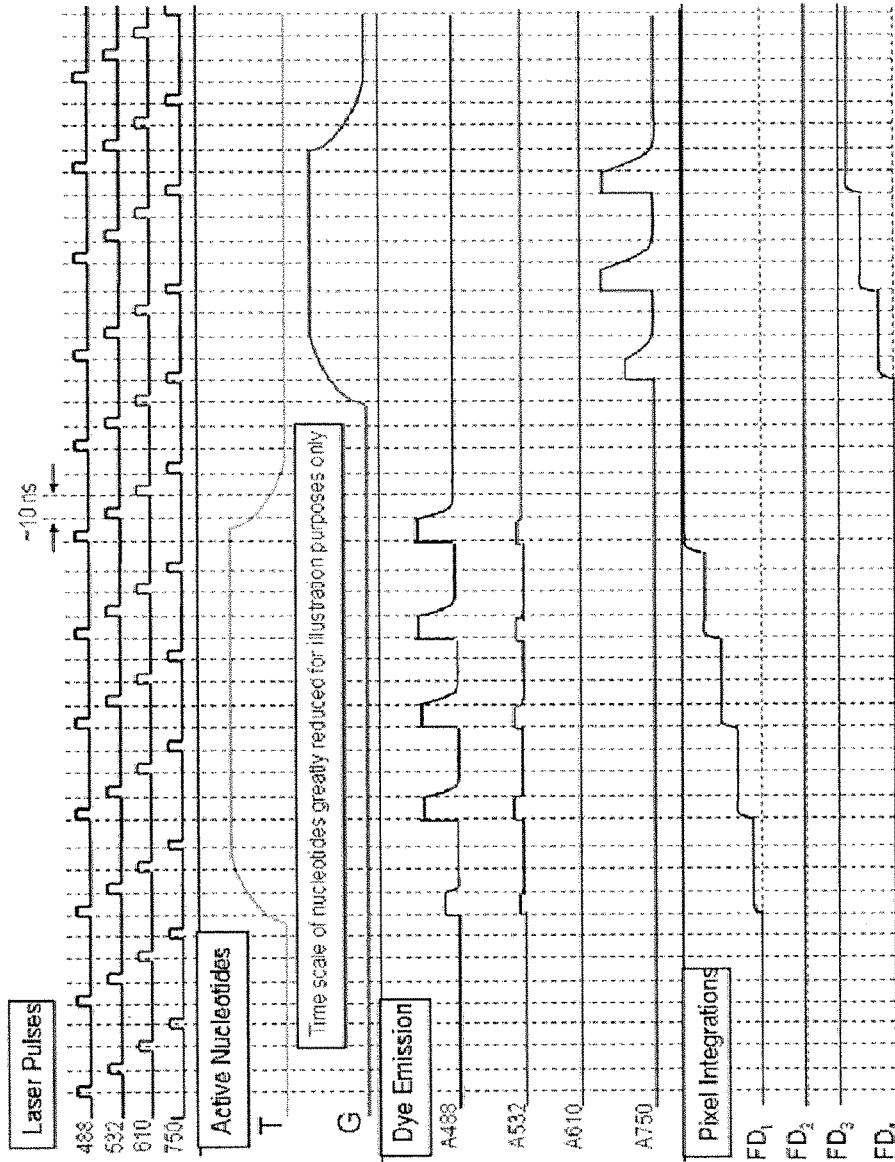 Laser Pulses
488
532
610
750
~10 ns
Active Nucleotides
T
G
Time scale of nucleotides greatly reduced for illustration purposes only
Dye Emission
A488
A532
A610
A750
Pixel Integrations
FD1
FD2
FD3